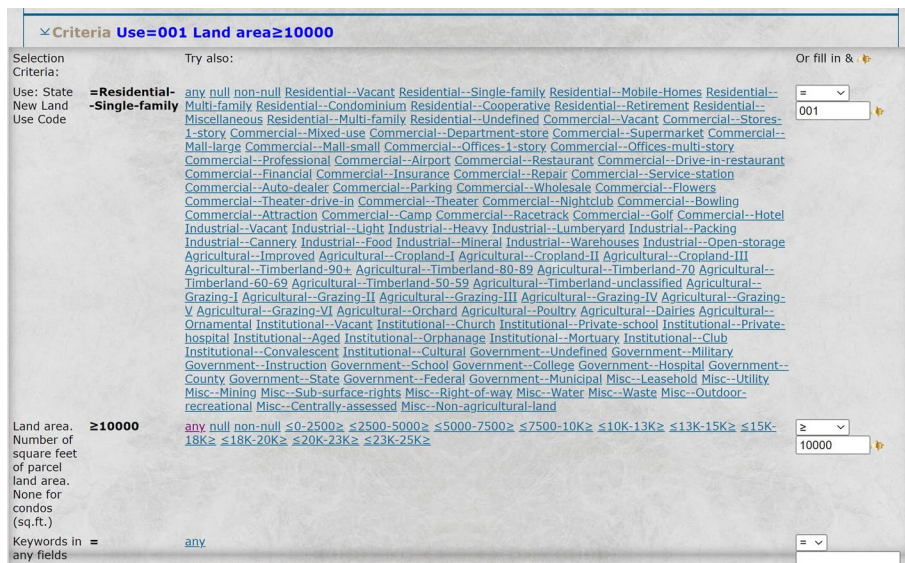 Criteria Use=001 Land area≥10000
Selection Criteria:
Try also:
Or fill in &
Use: State New Land Use Code
=Residential--Single-family
any null non-null Residential--Vacant Residential--Single-family Residential--Mobile-Homes Residential--
Multi-family Residential--Condominium Residential--Cooperative Residential--Retirement Residential--
Miscellaneous Residential--Multi-family Residential--Undefined Commercial--Vacant Commercial--Stores-
1-story Commercial--Mixed-use Commercial--Department-store Commercial--Supermarket Commercial--
Mall-large Commercial--Mall-small Commercial--Offices-1-story Commercial--Offices-multi-story
Commercial--Professional Commercial--Airport Commercial--Restaurant Commercial--Drive-in-restaurant
Commercial--Financial Commercial--Insurance Commercial--Repair Commercial--Service-station
Commercial--Auto-dealer Commercial--Parking Commercial--Wholesale Commercial--Flowers
Commercial--Theater-drive-in Commercial--Theater Commercial--Nightclub Commercial--Bowling
Commercial--Attraction Commercial--Camp Commercial--Racetrack Commercial--Golf Commercial--Hotel
Industrial--Vacant Industrial--Light Industrial--Heavy Industrial--Lumberyard Industrial--Packing
Industrial--Cannery Industrial--Food Industrial--Mineral Industrial--Warehouses Industrial--Open-storage
Agricultural--Improved Agricultural--Cropland-I Agricultural--Cropland-II Agricultural--Cropland-III
Agricultural--Timberland-90+ Agricultural--Timberland-80-89 Agricultural--Timberland-70 Agricultural--
Timberland-60-69 Agricultural--Timberland-50-59 Agricultural--Timberland-unclassified Agricultural--
Grazing-I Agricultural--Grazing-II Agricultural--Grazing-III Agricultural--Grazing-IV Agricultural--Grazing-
V Agricultural--Grazing-VI Agricultural--Orchard Agricultural--Poultry Agricultural--Dairies Agricultural--
Ornamental Institutional--Vacant Institutional--Church Institutional--Private-school Institutional--Private-
hospital Institutional--Aged Institutional--Orphanage Institutional--Mortuary Institutional--Club
Institutional--Convalescent Institutional--Cultural Government--Undefined Government--Military
Government--Instruction Government--School Government--College Government--Hospital Government--
County Government--State Government--Federal Government--Municipal Misc--Leasehold Misc--Utility
Misc--Mining Misc--Sub-surface-rights Misc--Right-of-way Misc--Water Misc--Waste Misc--Outdoor-
recreational Misc--Centrally-assessed Misc--Non-agricultural-land
=
001
Land area.
Number of
square feet
of parcel
land area.
None for
condos
(sq.ft.)
≥10000
any null non-null ≤0-2500≥ ≤2500-5000≥ ≤5000-7500≥ ≤7500-10K≥ ≤10K-13K≥ ≤13K-15K≥ ≤15K-
18K≥ ≤18K-20K≥ ≤20K-23K≥ ≤23K-25K≥
≥
10000
Keywords in
any fields
=
any
=